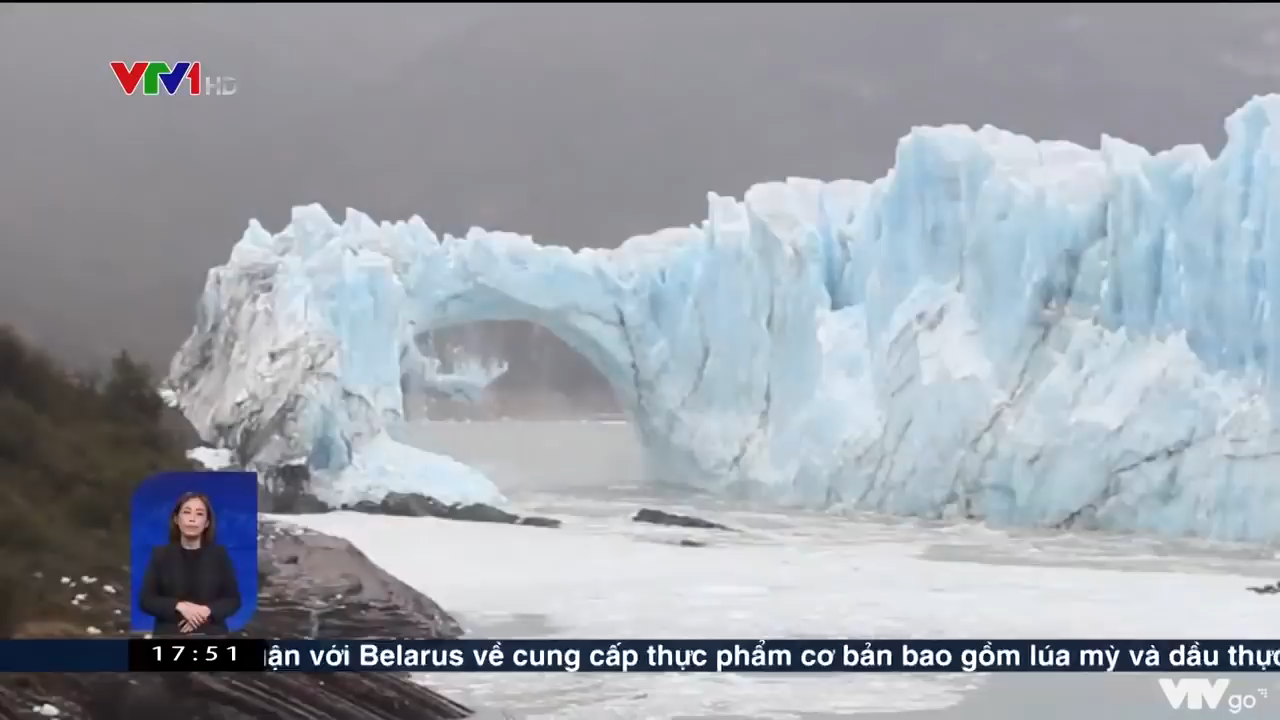 VTV1 HD
17:51 ận với Belarus về cung cấp thực phẩm cơ bản bao gồm lúa mỳ và dầu thực
VTV go